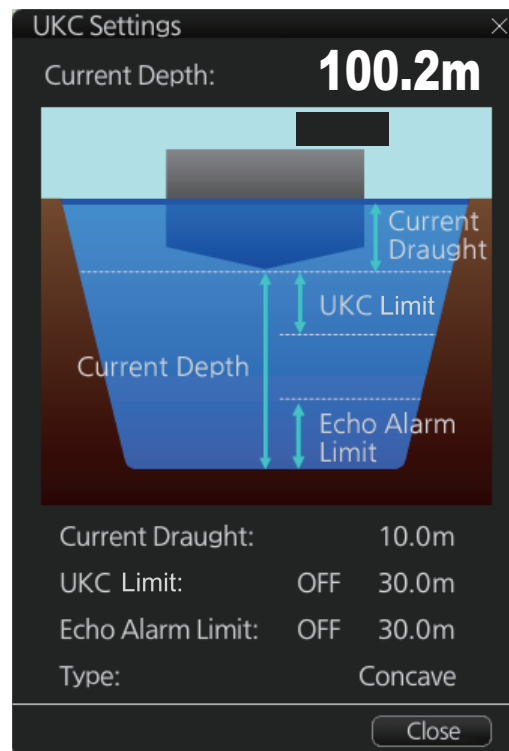 UKC Settings ×
Current Depth: 100.2m
Current
Draught
UKC Limit
Current Depth
Echo Alarm
Limit
Current Draught: 10.0m
UKC Limit: OFF 30.0m
Echo Alarm Limit: OFF 30.0m
Type: Concave
Close